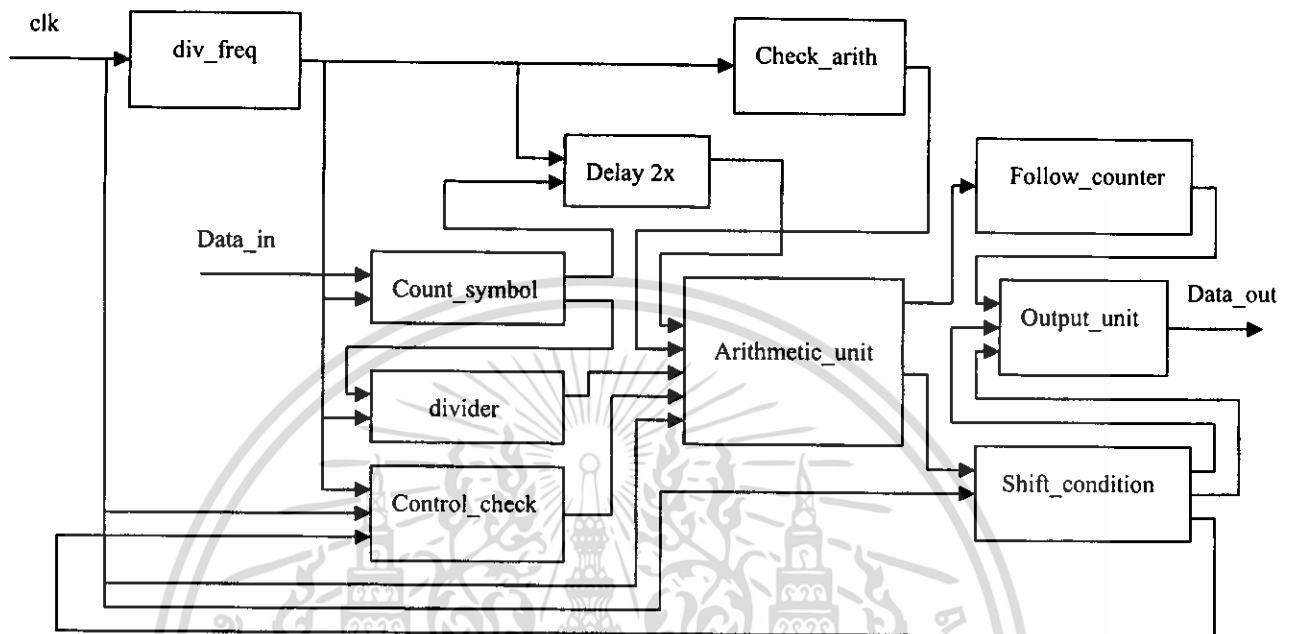 clk
div_freq
Check_arith
Delay 2x
Follow_counter
Data_in
Count_symbol
Data_out
Output_unit
Arithmetic_unit
divider
Control_check
Shift_condition